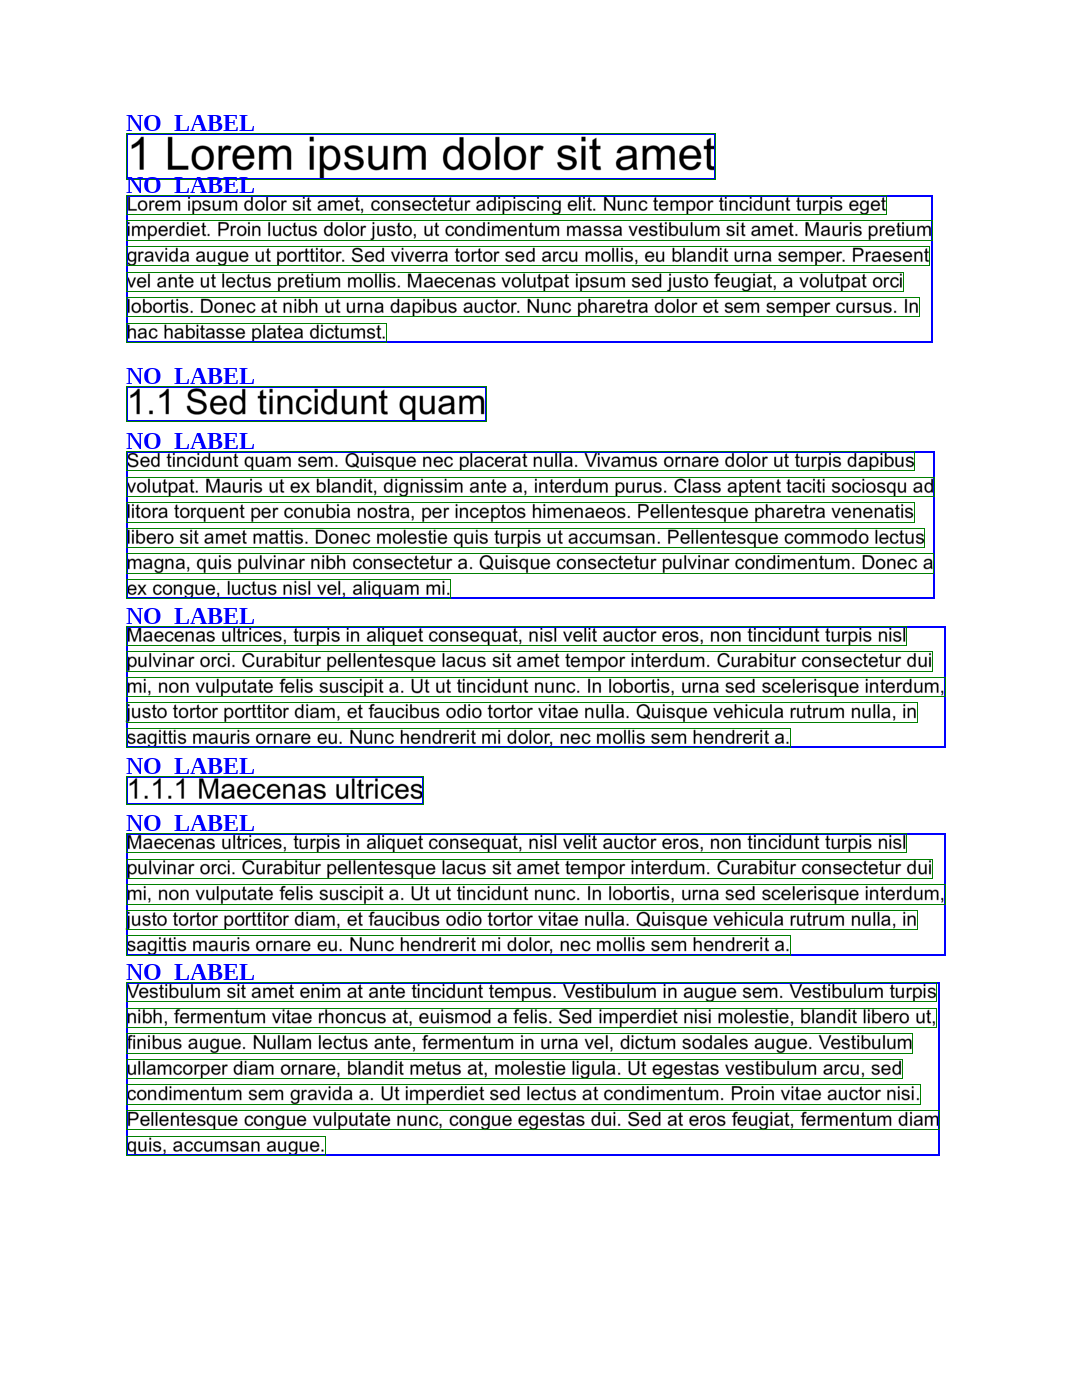 NO_LABEL
1 Lorem ipsum dolor sit amet
NO_LABEL
Lorem ipsum dolor sit amet, consectetur adipiscing elit. Nunc tempor tincidunt turpis eget
imperdiet. Proin luctus dolor justo, ut condimentum massa vestibulum sit amet. Mauris pretium
gravida augue ut porttitor. Sed viverra tortor sed arcu mollis, eu blandit urna semper. Praesent
vel ante ut lectus pretium mollis. Maecenas volutpat ipsum sed justo feugiat, a volutpat orci
lobortis. Donec at nibh ut urna dapibus auctor. Nunc pharetra dolor et sem semper cursus. In
hac habitasse platea dictumst.
NO_LABEL
1.1 Sed tincidunt quam
NO_LABEL
Sed tincidunt quam sem. Quisque nec placerat nulla. Vivamus ornare dolor ut turpis dapibus
volutpat. Mauris ut ex blandit, dignissim ante a, interdum purus. Class aptent taciti sociosqu ad
litora torquent per conubia nostra, per inceptos himenaeos. Pellentesque pharetra venenatis
libero sit amet mattis. Donec molestie quis turpis ut accumsan. Pellentesque commodo lectus
magna, quis pulvinar nibh consectetur a. Quisque consectetur pulvinar condimentum. Donec a
ex congue, luctus nisl vel, aliquam mi.
NO_LABEL
Maecenas ultrices, turpis in aliquet consequat, nisl velit auctor eros, non tincidunt turpis nisl
pulvinar orci. Curabitur pellentesque lacus sit amet tempor interdum. Curabitur consectetur dui
mi, non vulputate felis suscipit a. Ut ut tincidunt nunc. In lobortis, urna sed scelerisque interdum,
justo tortor porttitor diam, et faucibus odio tortor vitae nulla. Quisque vehicula rutrum nulla, in
sagittis mauris ornare eu. Nunc hendrerit mi dolor, nec mollis sem hendrerit a.
NO_LABEL
1.1.1 Maecenas ultrices
NO_LABEL
Maecenas ultrices, turpis in aliquet consequat, nisl velit auctor eros, non tincidunt turpis nisl
pulvinar orci. Curabitur pellentesque lacus sit amet tempor interdum. Curabitur consectetur dui
mi, non vulputate felis suscipit a. Ut ut tincidunt nunc. In lobortis, urna sed scelerisque interdum,
justo tortor porttitor diam, et faucibus odio tortor vitae nulla. Quisque vehicula rutrum nulla, in
sagittis mauris ornare eu. Nunc hendrerit mi dolor, nec mollis sem hendrerit a.
NO_LABEL
Vestibulum sit amet enim at ante tincidunt tempus. Vestibulum in augue sem. Vestibulum turpis
nibh, fermentum vitae rhoncus at, euismod a felis. Sed imperdiet nisi molestie, blandit libero ut,
finibus augue. Nullam lectus ante, fermentum in urna vel, dictum sodales augue. Vestibulum
ullamcorper diam ornare, blandit metus at, molestie ligula. Ut egestas vestibulum arcu, sed
condimentum sem gravida a. Ut imperdiet sed lectus at condimentum. Proin vitae auctor nisi.
Pellentesque congue vulputate nunc, congue egestas dui. Sed at eros feugiat, fermentum diam
quis, accumsan augue.